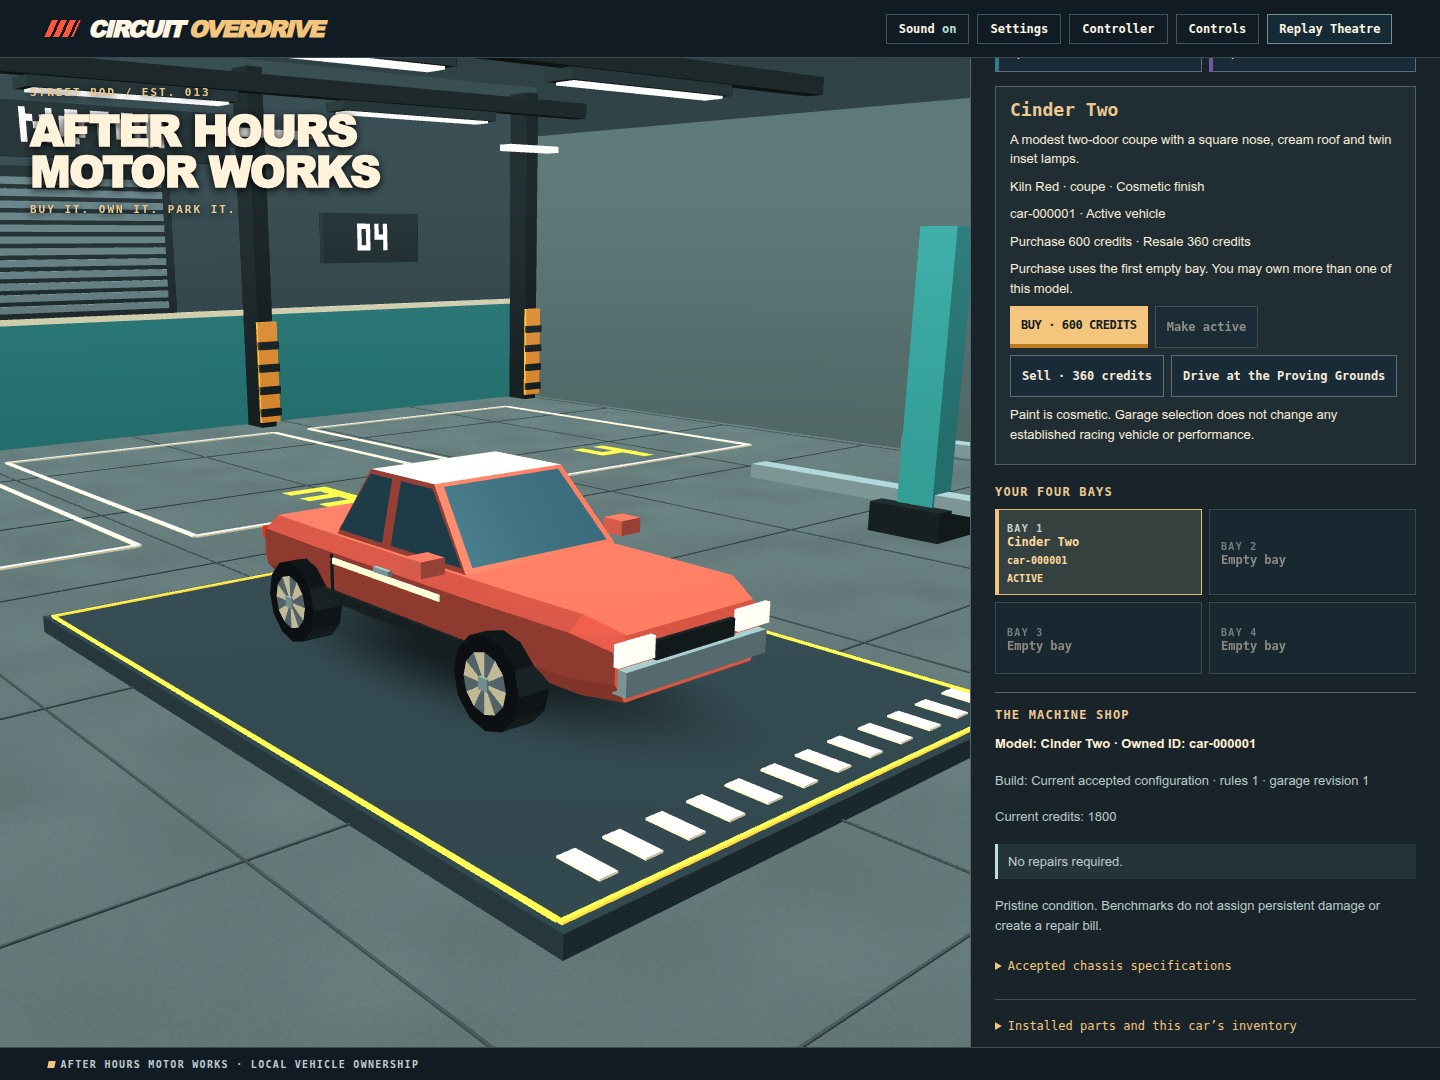 CIRCUIT OVERDRIVE
Sound on
Settings
Controller
Controls
Replay Theatre
STREET ROD / EST. 013
AFTER HOURS
MOTOR WORKS
BUY IT. OWN IT. PARK IT.
04
3
4
Cinder Two
A modest two-door coupe with a square nose, cream roof and twin
inset lamps.
Kiln Red · coupe · Cosmetic finish
car-000001 · Active vehicle
Purchase 600 credits · Resale 360 credits
Purchase uses the first empty bay. You may own more than one of
this model.
BUY · 600 CREDITS
Make active
Sell · 360 credits
Drive at the Proving Grounds
Paint is cosmetic. Garage selection does not change any
established racing vehicle or performance.
YOUR FOUR BAYS
BAY 1
Cinder Two
car-000001
ACTIVE
BAY 2
Empty bay
BAY 3
Empty bay
BAY 4
Empty bay
THE MACHINE SHOP
Model: Cinder Two · Owned ID: car-000001
Build: Current accepted configuration · rules 1 · garage revision 1
Current credits: 1800
No repairs required.
Pristine condition. Benchmarks do not assign persistent damage or
create a repair bill.
Accepted chassis specifications
Installed parts and this car’s inventory
AFTER HOURS MOTOR WORKS · LOCAL VEHICLE OWNERSHIP